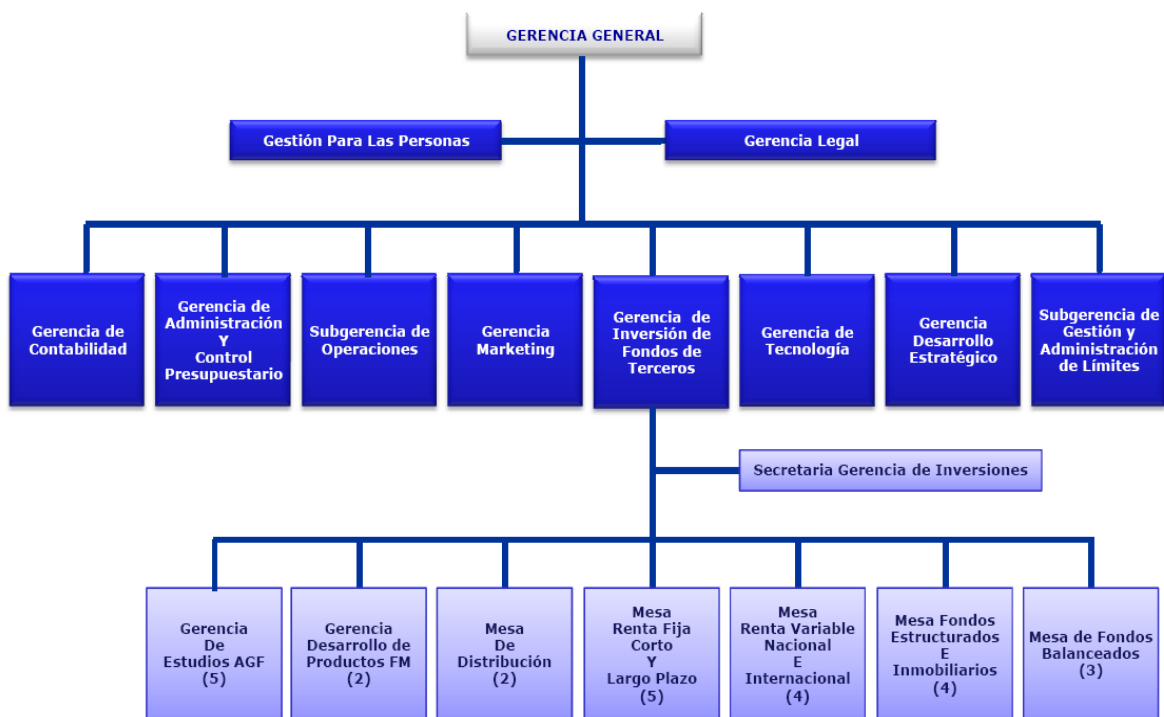 GERENCIA GENERAL
Gestión Para Las Personas
Gerencia Legal
Gerencia de
Contabilidad
Gerencia de
Administración
Y
Control
Presupuestario
Subgerencia de
Operaciones
Gerencia
Marketing
Gerencia de
Inversión de
Fondos de
Terceros
Gerencia de
Tecnología
Gerencia
Desarrollo
Estratégico
Subgerencia de
Gestión y
Administración
de Límites
Secretaria Gerencia de Inversiones
Gerencia
De
Estudios AGF
(5)
Gerencia
Desarrollo de
Productos FM
(2)
Mesa
De
Distribución
(2)
Mesa
Renta Fija
Corto
Y
Largo Plazo
(5)
Mesa
Renta Variable
Nacional
E
Internacional
(4)
Mesa Fondos
Estructurados
E
Inmobiliarios
(4)
Mesa de Fondos
Balanceados
(3)